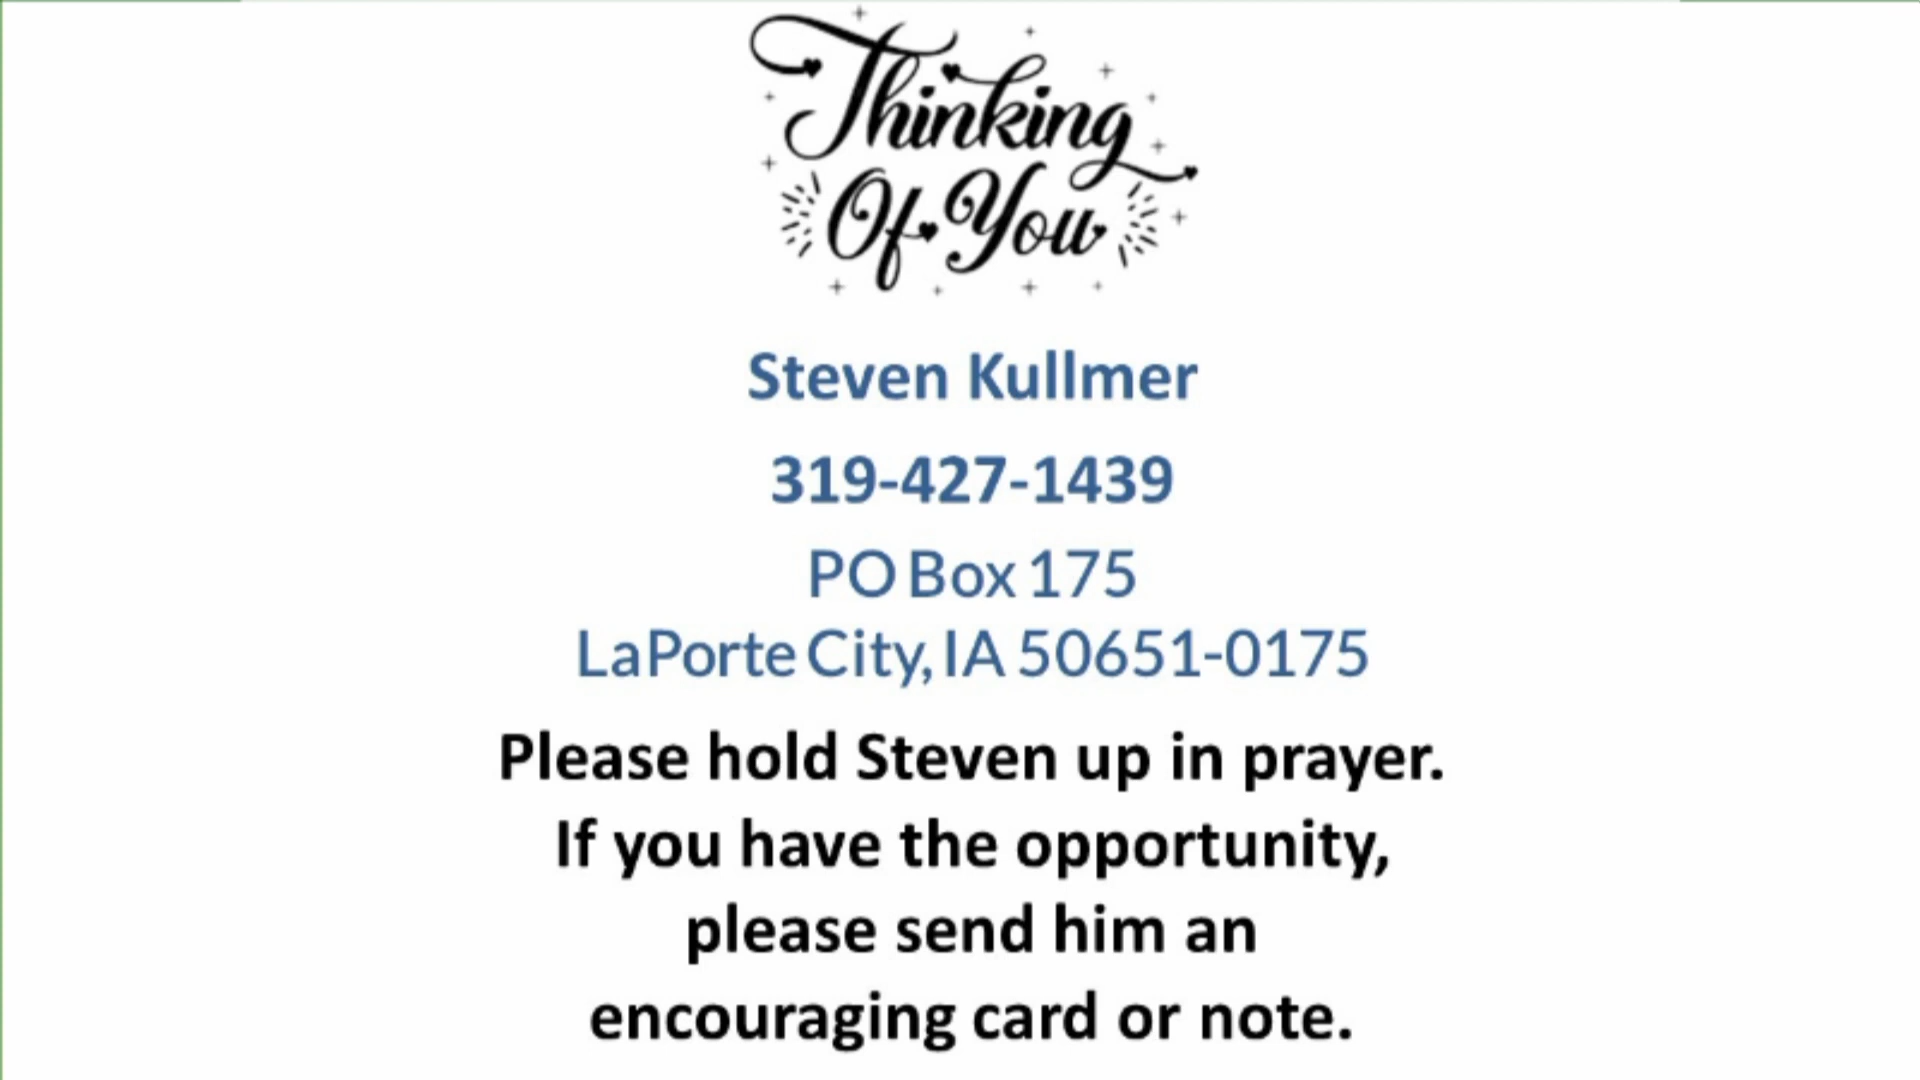 Thinking
Of You
Steven Kullmer
319-427-1439
PO Box 175
LaPorte City, IA 50651-0175
Please hold Steven up in prayer.
If you have the opportunity,
please send him an
encouraging card or note.